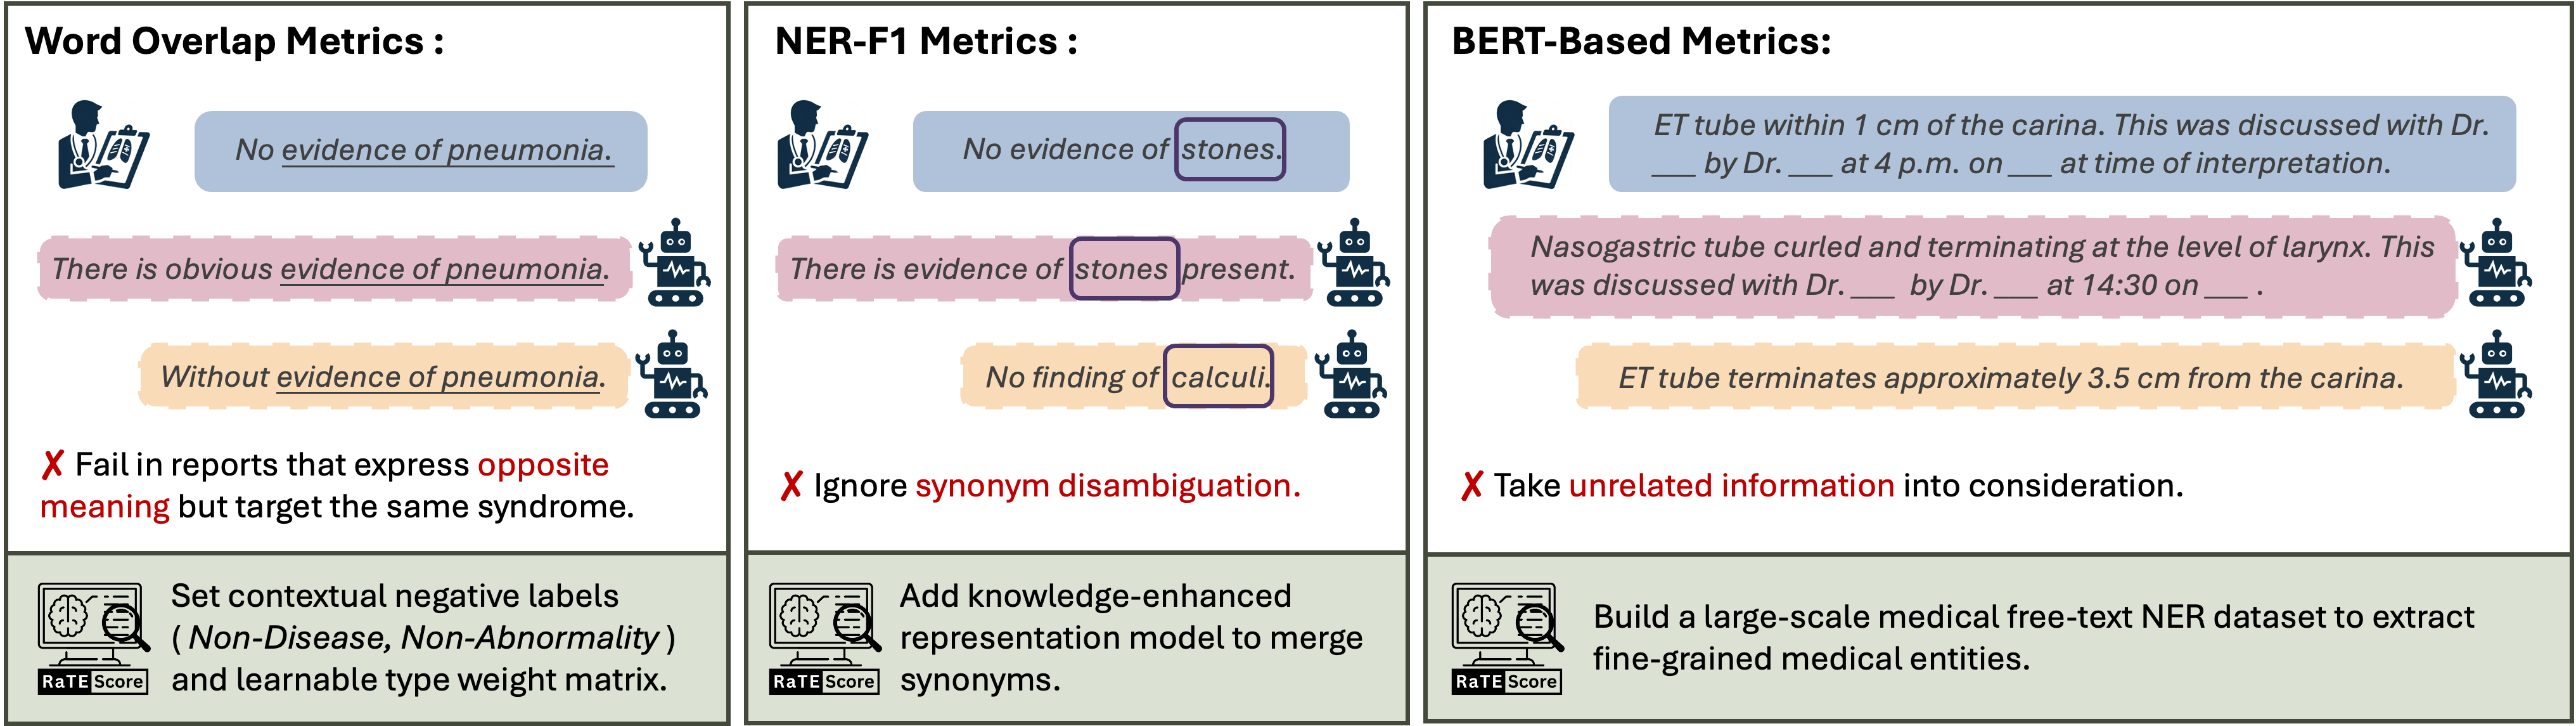 Word Overlap Metrics :
No evidence of pneumonia.
There is obvious evidence of pneumonia.
Without evidence of pneumonia.
✗ Fail in reports that express opposite
meaning but target the same syndrome.
RaTE Score
Set contextual negative labels
( Non-Disease, Non-Abnormality )
and learnable type weight matrix.
NER-F1 Metrics :
No evidence of stones.
There is evidence of stones present.
No finding of calculi.
✗ Ignore synonym disambiguation.
RaTE Score
Add knowledge-enhanced
representation model to merge
synonyms.
BERT-Based Metrics:
ET tube within 1 cm of the carina. This was discussed with Dr.
___ by Dr. ___ at 4 p.m. on ___ at time of interpretation.
Nasogastric tube curled and terminating at the level of larynx. This
was discussed with Dr. ___ by Dr. ___ at 14:30 on ___ .
ET tube terminates approximately 3.5 cm from the carina.
✗ Take unrelated information into consideration.
RaTE Score
Build a large-scale medical free-text NER dataset to extract
fine-grained medical entities.